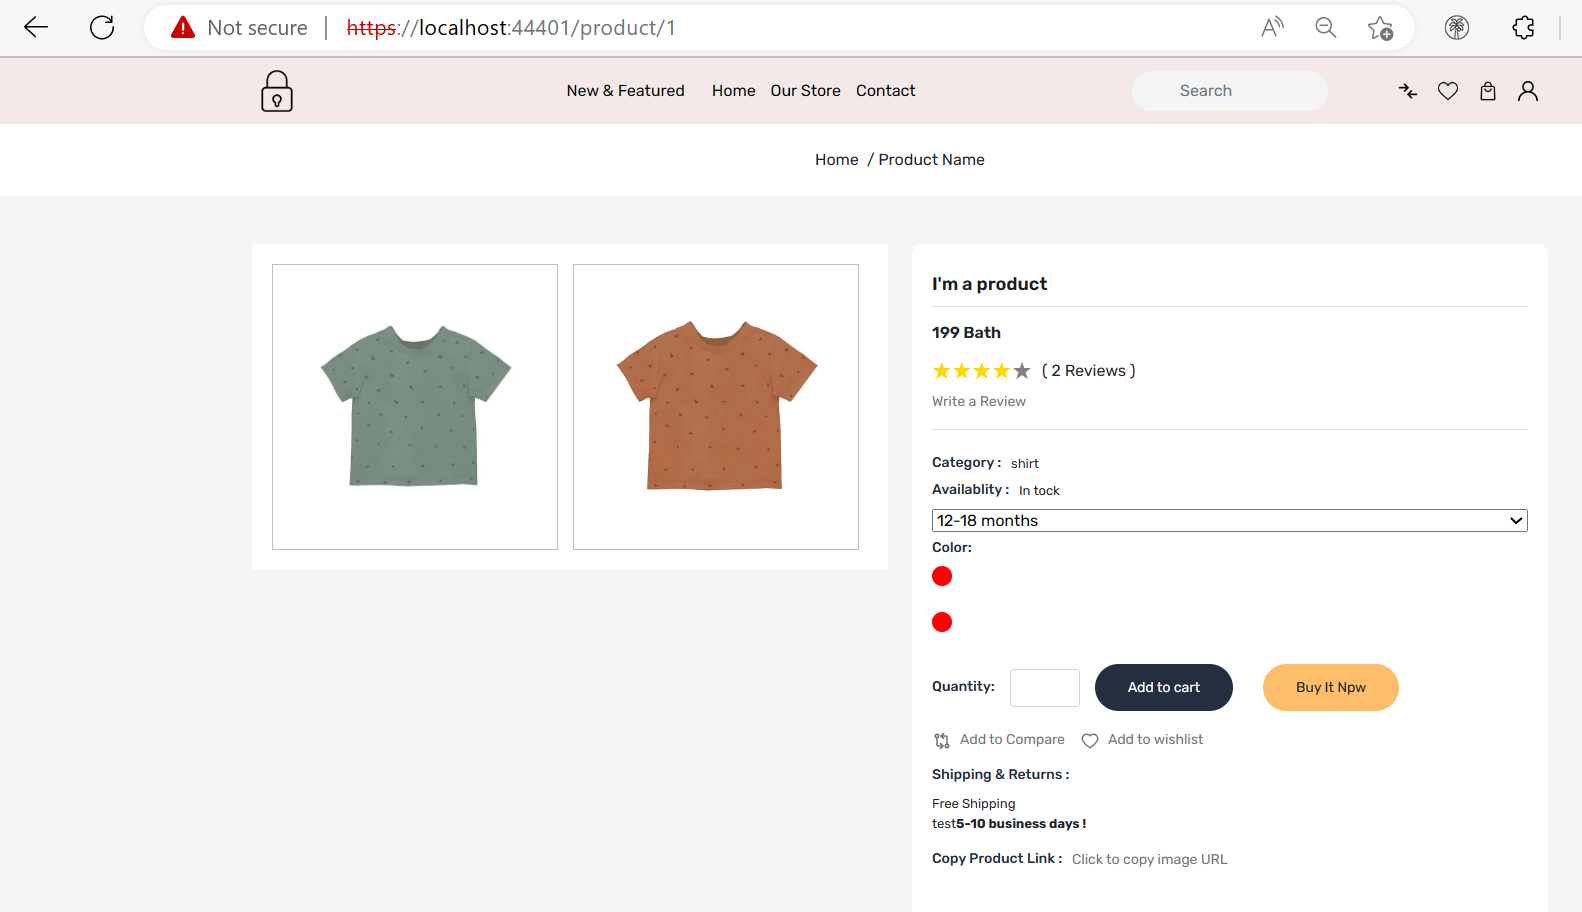 Not secure | https://localhost:44401/product/1
New & Featured Home Our Store Contact Search
Home / Product Name
I'm a product
199 Bath
( 2 Reviews )
Write a Review
Category : shirt
Availablity : In tock
12-18 months
Color:
Quantity: Add to cart Buy It Npw
Add to Compare Add to wishlist
Shipping & Returns :
Free Shipping
test5-10 business days !
Copy Product Link : Click to copy image URL